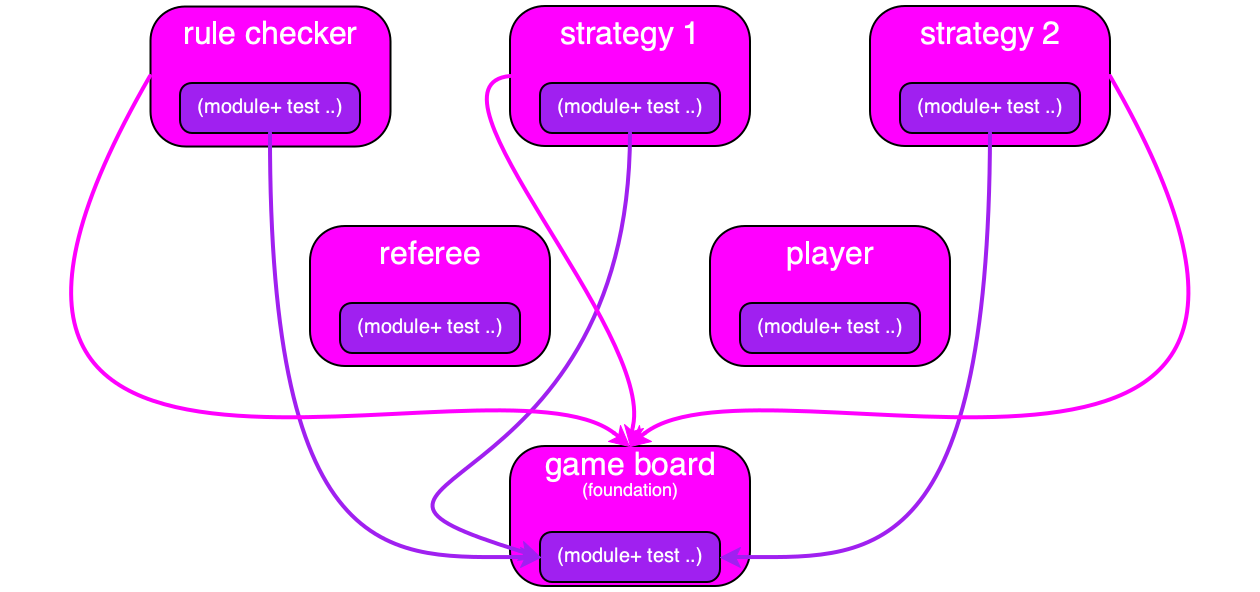 rule checker
(module+ test ..)
strategy 1
(module+ test ..)
strategy 2
(module+ test ..)
referee
(module+ test ..)
player
(module+ test ..)
game board
(foundation)
(module+ test ..)